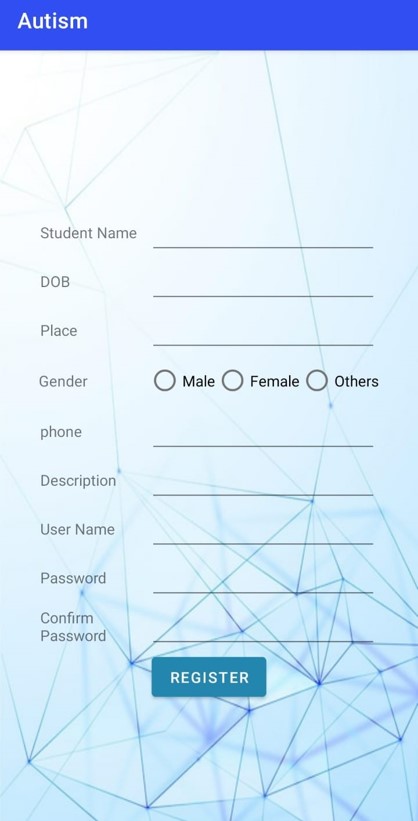 Autism
Student Name
DOB
Place
Gender Male Female Others
phone
Description
User Name
Password
Confirm
Password
REGISTER